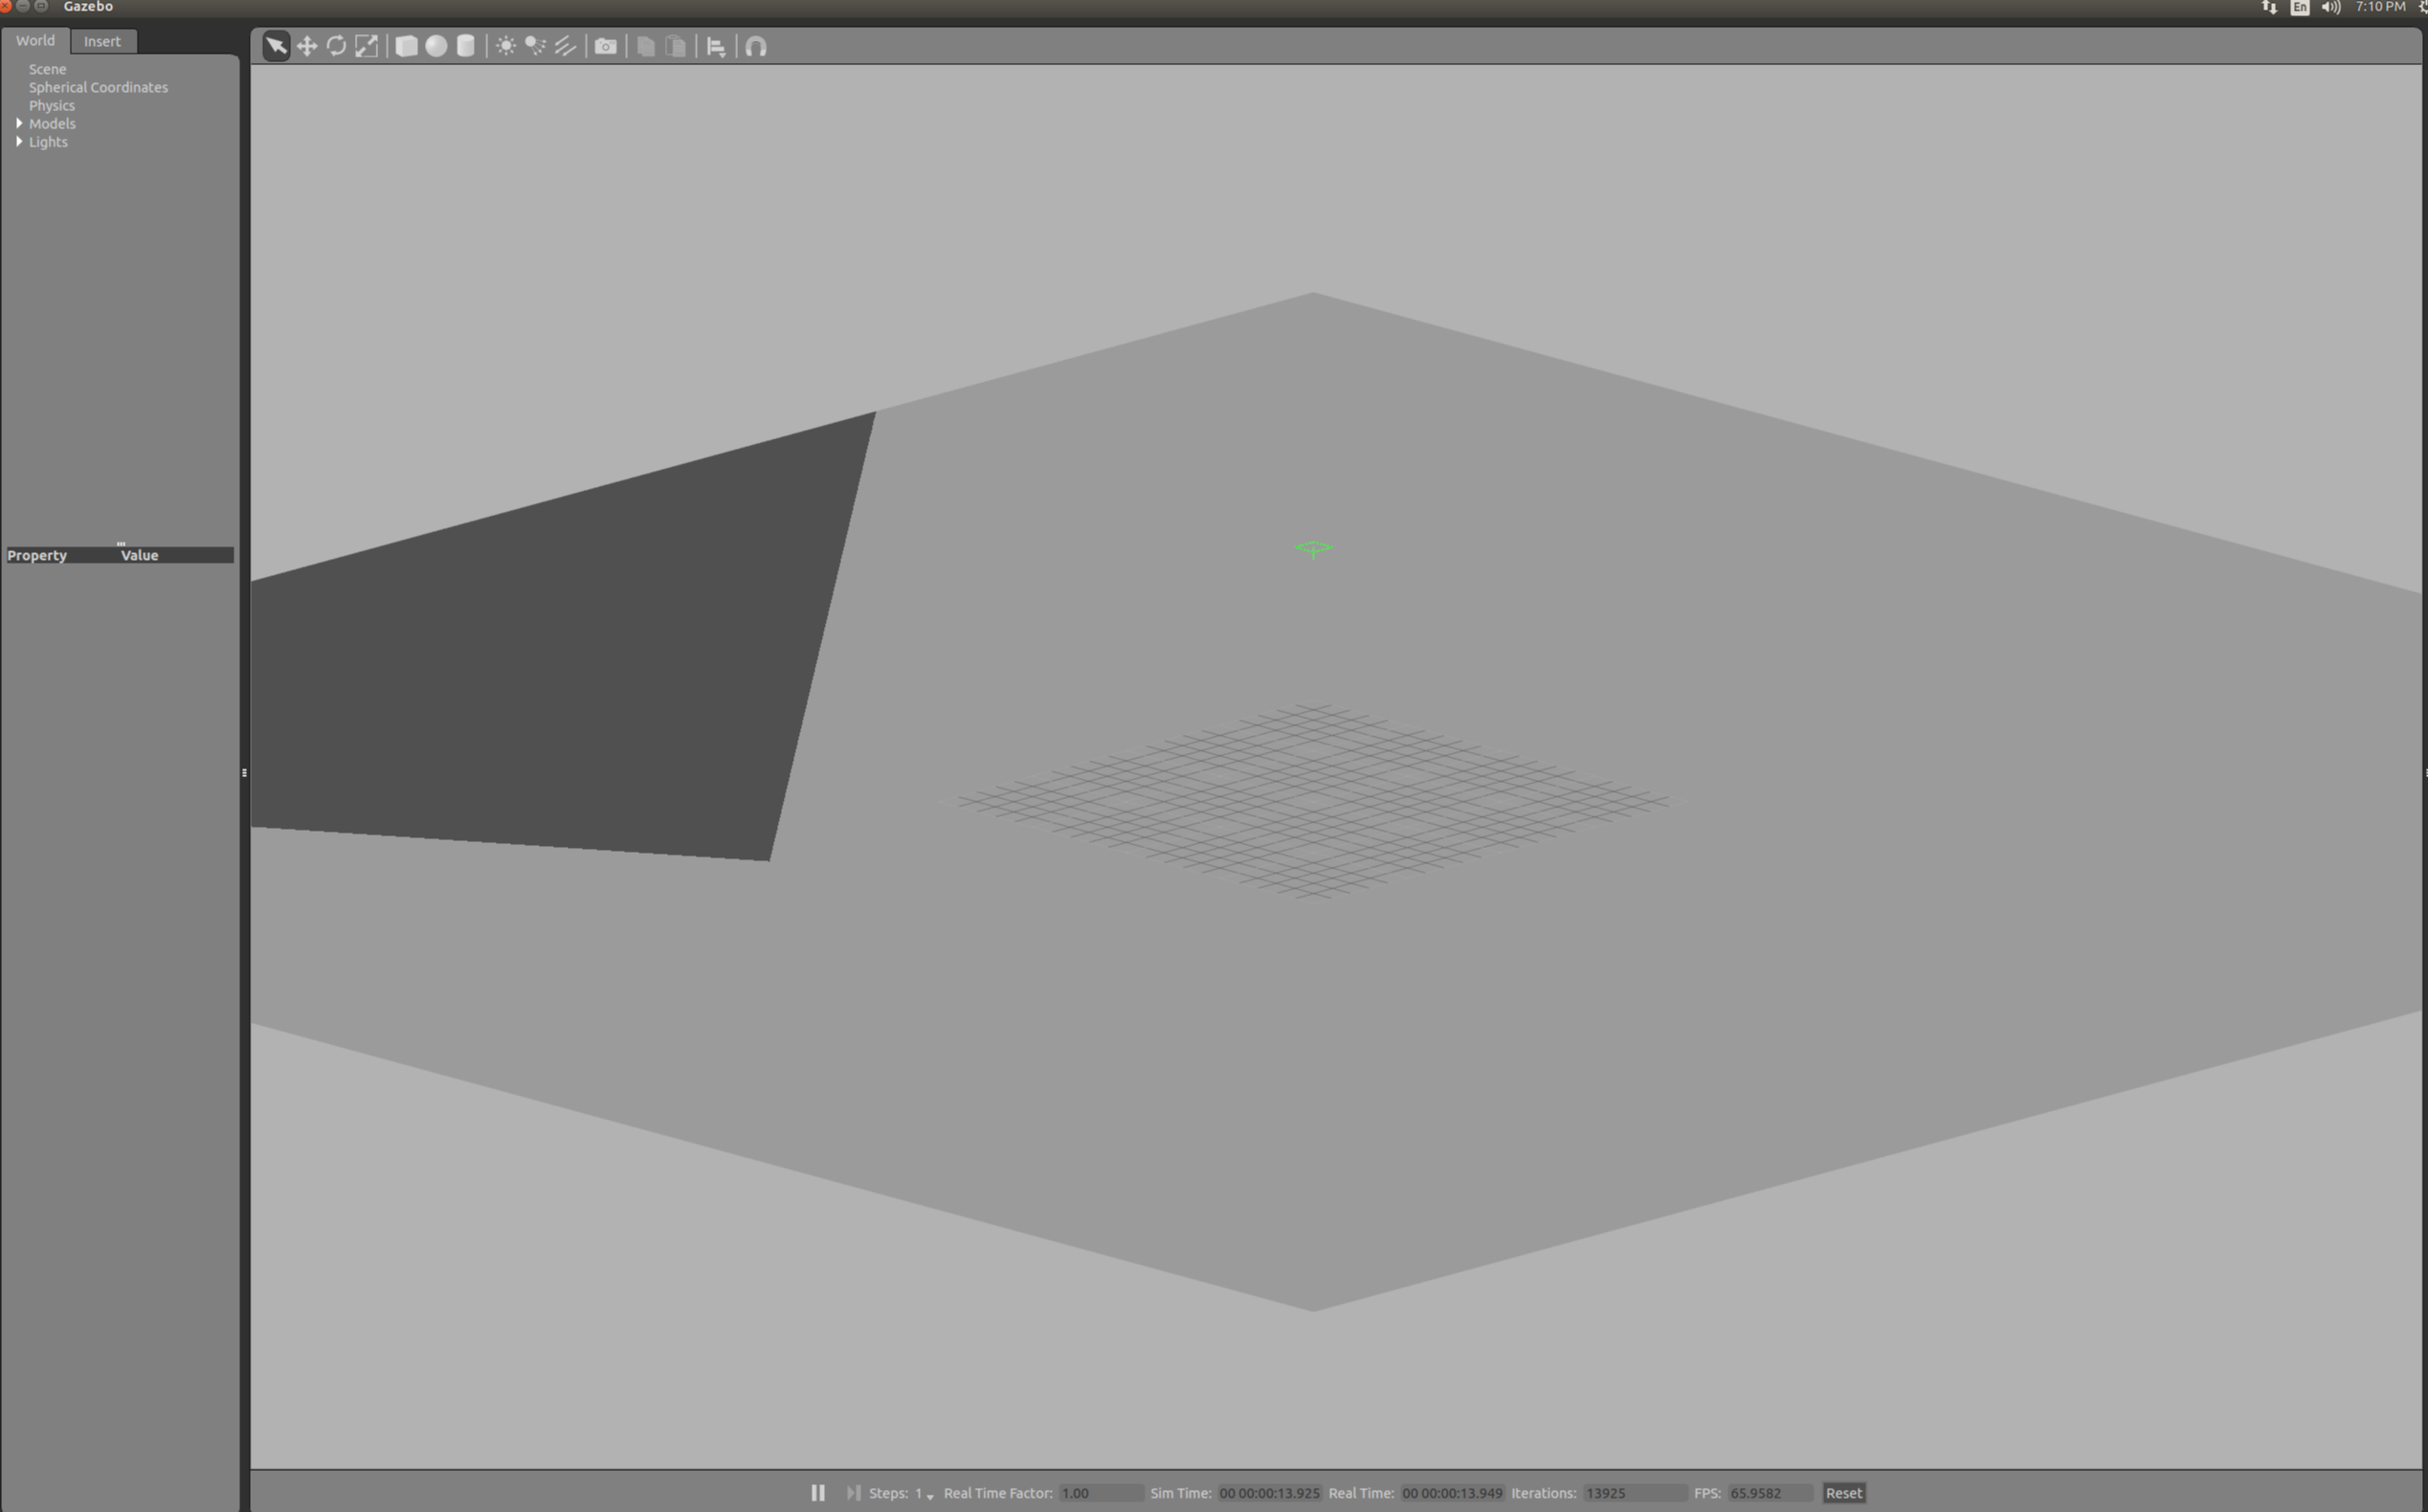 Gazebo
En
7:10 PM
World
Insert
Scene
Spherical Coordinates
Physics
Models
Lights
Property Value
Steps: 1 Real Time Factor: 1.00 Sim Time: 00 00:00:13.925 Real Time: 00 00:00:13.949 Iterations: 13925 FPS: 65.9582 Reset